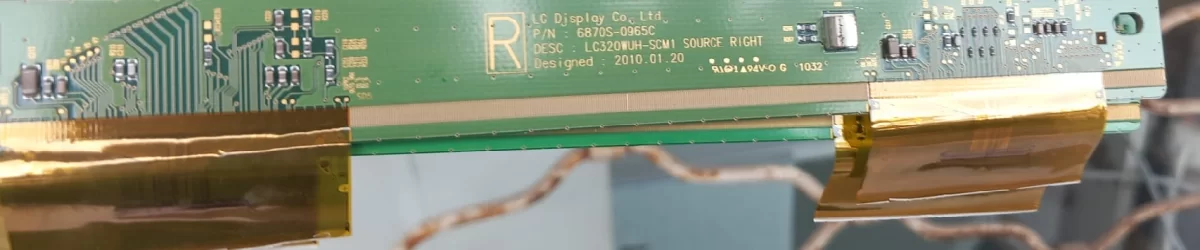 R
LG Display Co., Ltd.
P/N : 6870S-0965C
DESC : LC320WUH-SCM1 SOURCE RIGHT
Designed : 2010.01.20
94V-0 G 1032